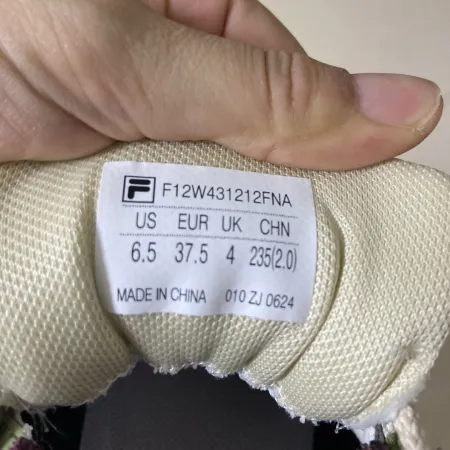 F F12W431212FNA
US EUR UK CHN
6.5 37.5 4 235(2.0)
MADE IN CHINA 010 ZJ 0624